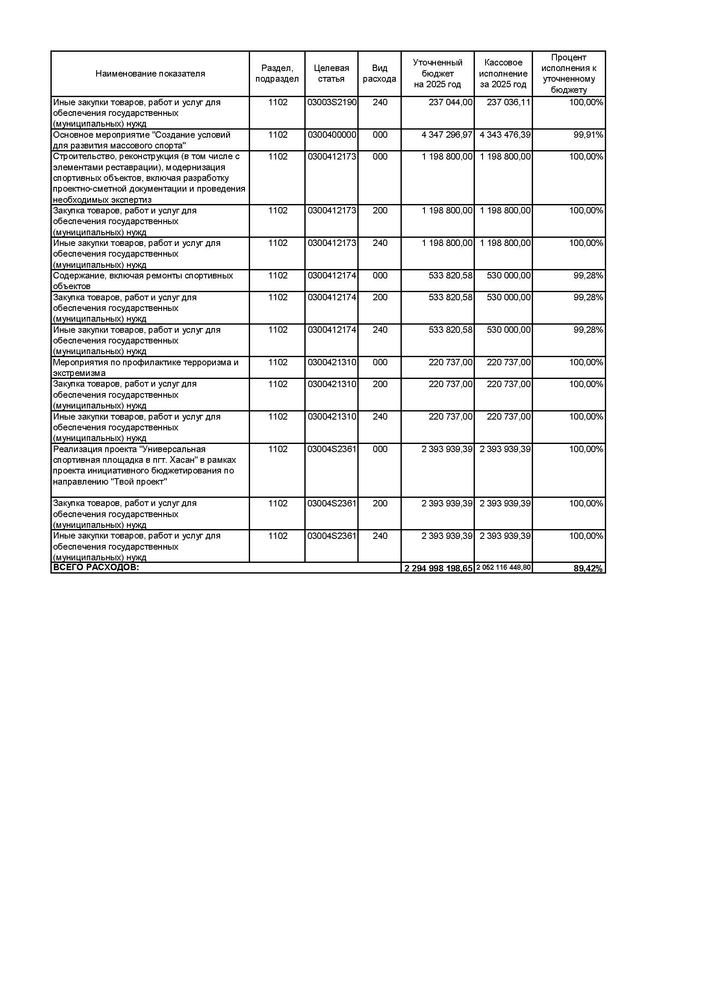 Наименование показателя
Раздел,
подраздел
Целевая
статья
Вид
расхода
Уточненный
бюджет
на 2025 год
Кассовое
исполнение
за 2025 год
Процент
исполнения к
уточненному
бюджету
Иные закупки товаров, работ и услуг для 1102 03003S2190 240 237 044,00 237 036,11 100,00%
обеспечения государственных
(муниципальных) нужд
Основное мероприятие "Создание условий 1102 0300400000 000 4 347 296,97 4 343 476,39 99,91%
для развития массового спорта"
Строительство, реконструкция (в том числе с 1102 0300412173 000 1 198 800,00 1 198 800,00 100,00%
элементами реставрации), модернизация
спортивных объектов, включая разработку
проектно-сметной документации и проведения
необходимых экспертиз
Закупка товаров, работ и услуг для 1102 0300412173 200 1 198 800,00 1 198 800,00 100,00%
обеспечения государственных
(муниципальных) нужд
Иные закупки товаров, работ и услуг для 1102 0300412173 240 1 198 800,00 1 198 800,00 100,00%
обеспечения государственных
(муниципальных) нужд
Содержание, включая ремонты спортивных 1102 0300412174 000 533 820,58 530 000,00 99,28%
объектов
Закупка товаров, работ и услуг для 1102 0300412174 200 533 820,58 530 000,00 99,28%
обеспечения государственных
(муниципальных) нужд
Иные закупки товаров, работ и услуг для 1102 0300412174 240 533 820,58 530 000,00 99,28%
обеспечения государственных
(муниципальных) нужд
Мероприятия по профилактике терроризма и 1102 0300421310 000 220 737,00 220 737,00 100,00%
экстремизма
Закупка товаров, работ и услуг для 1102 0300421310 200 220 737,00 220 737,00 100,00%
обеспечения государственных
(муниципальных) нужд
Иные закупки товаров, работ и услуг для 1102 0300421310 240 220 737,00 220 737,00 100,00%
обеспечения государственных
(муниципальных) нужд
Реализация проекта "Универсальная 1102 03004S2361 000 2 393 939,39 2 393 939,39 100,00%
спортивная площадка в пгт. Хасан" в рамках
проекта инициативного бюджетирования по
направлению "Твой проект"
Закупка товаров, работ и услуг для 1102 03004S2361 200 2 393 939,39 2 393 939,39 100,00%
обеспечения государственных
(муниципальных) нужд
Иные закупки товаров, работ и услуг для 1102 03004S2361 240 2 393 939,39 2 393 939,39 100,00%
обеспечения государственных
(муниципальных) нужд
ВСЕГО РАСХОДОВ: 2 294 998 198,65 2 052 116 448,80 89,42%